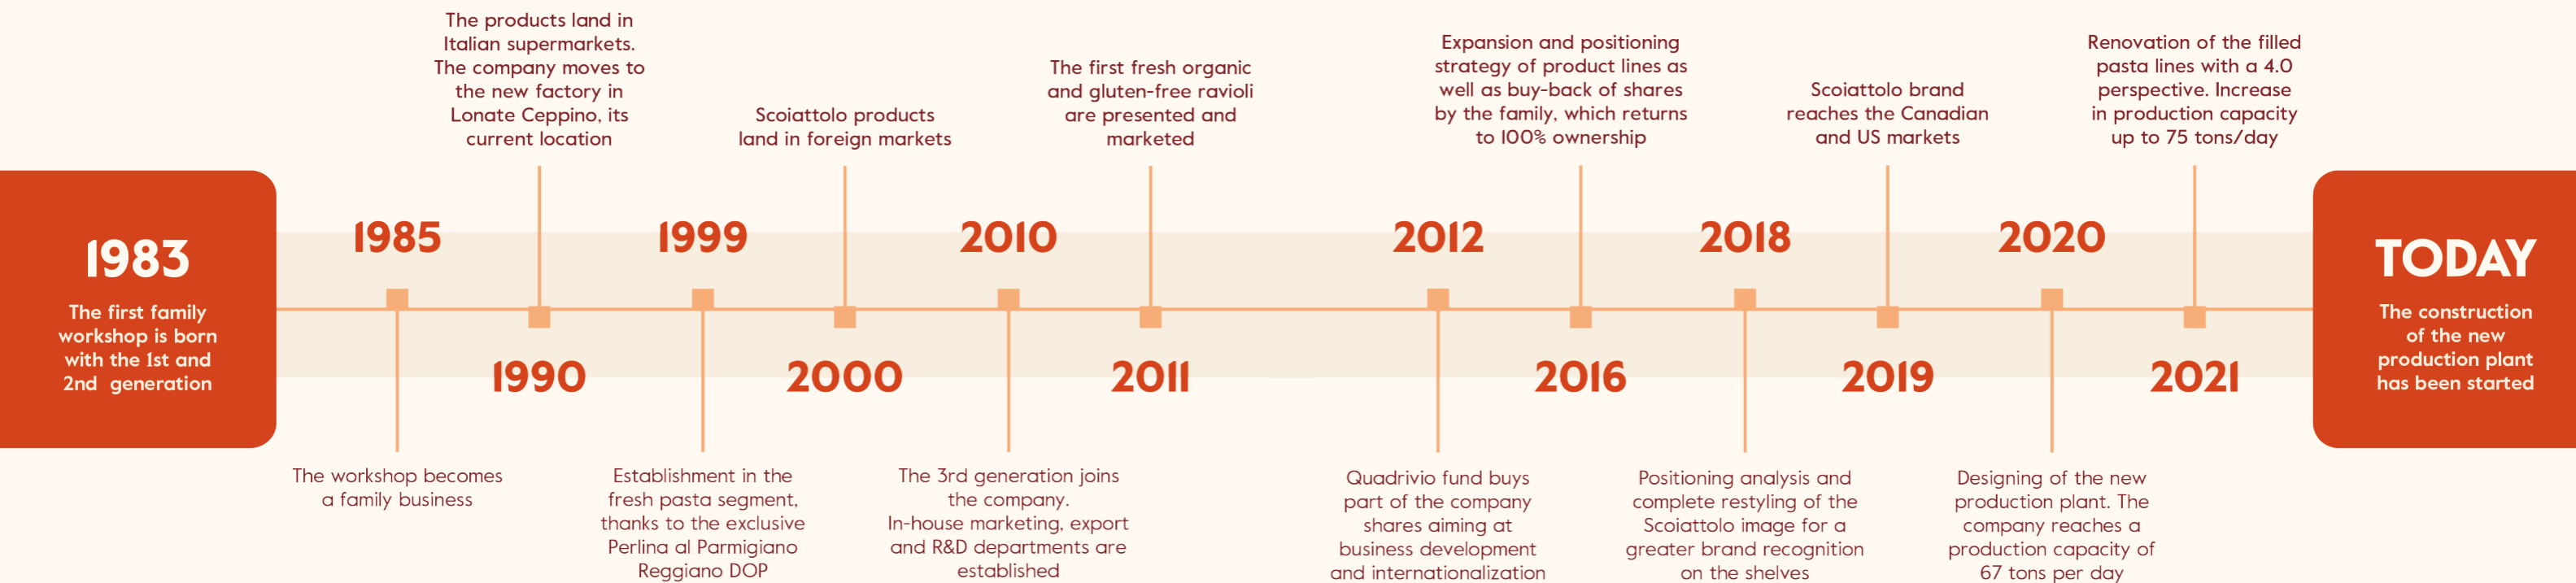 1983
The first family
workshop is born
with the 1st and
2nd generation
1985
The workshop becomes
a family business
The products land in
Italian supermarkets.
The company moves to
the new factory in
Lonate Ceppino, its
current location
1990
1999
Establishment in the
fresh pasta segment,
thanks to the exclusive
Perlina al Parmigiano
Reggiano DOP
Scoiattolo products
land in foreign markets
2000
2010
The 3rd generation joins
the company.
In-house marketing, export
and R&D departments are
established
The first fresh organic
and gluten-free ravioli
are presented and
marketed
2011
2012
Quadrivio fund buys
part of the company
shares aiming at
business development
and internationalization
Expansion and positioning
strategy of product lines as
well as buy-back of shares
by the family, which returns
to 100% ownership
2016
2018
Positioning analysis and
complete restyling of the
Scoiattolo image for a
greater brand recognition
on the shelves
Scoiattolo brand
reaches the Canadian
and US markets
2019
2020
Designing of the new
production plant. The
company reaches a
production capacity of
67 tons per day
Renovation of the filled
pasta lines with a 4.0
perspective. Increase
in production capacity
up to 75 tons/day
2021
TODAY
The construction
of the new
production plant
has been started